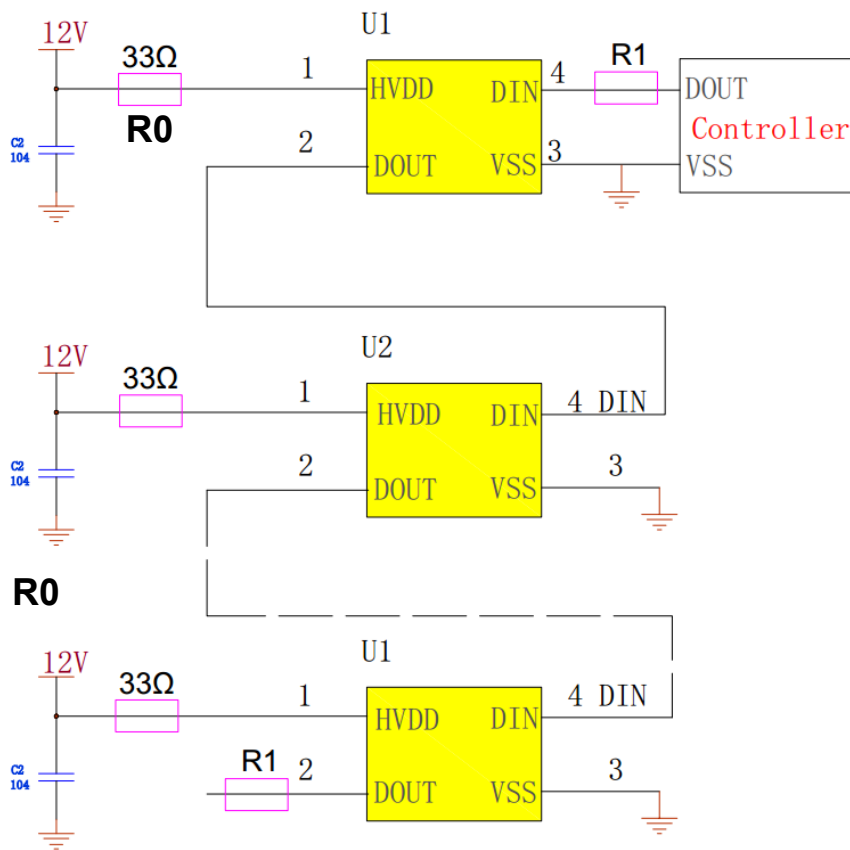 U1
12V
33Ω
R0
C2
104
1
2
HVDD
DIN
DOUT
VSS
4
3
R1
DOUT
Controller
VSS
U2
12V
33Ω
C2
104
1
2
HVDD
DIN
DOUT
VSS
4 DIN
3
R0
U1
12V
33Ω
C2
104
1
R1
2
HVDD
DIN
DOUT
VSS
4 DIN
3